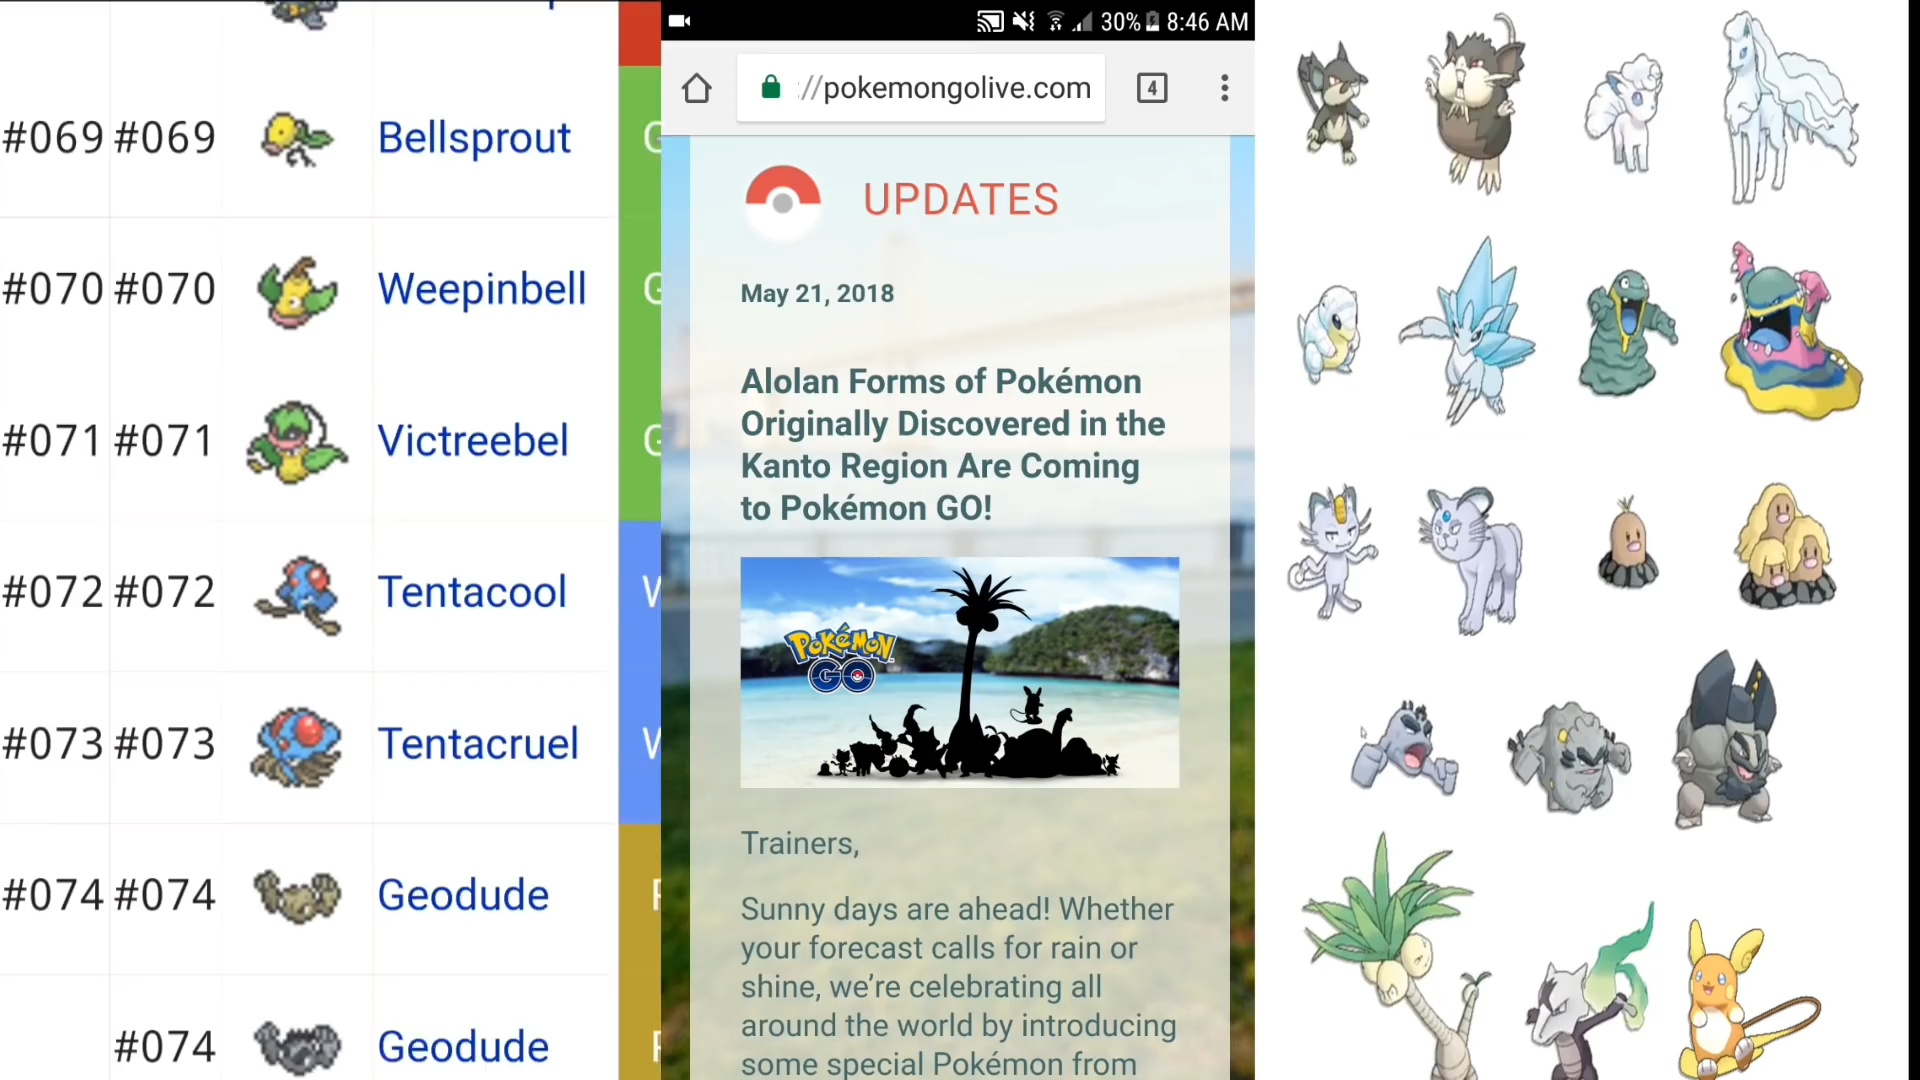 #069 #069 Bellsprout G
#070 #070 Weepinbell G
#071 #071 Victreebel G
#072 #072 Tentacool W
#073 #073 Tentacruel W
#074 #074 Geodude
#074 Geodude
30% 8:46 AM
://pokemongolive.com 4
UPDATES
May 21, 2018
Alolan Forms of Pokémon
Originally Discovered in the
Kanto Region Are Coming
to Pokémon GO!
POKéMON
GO
Trainers,
Sunny days are ahead! Whether
your forecast calls for rain or
shine, we’re celebrating all
around the world by introducing
some special Pokémon from